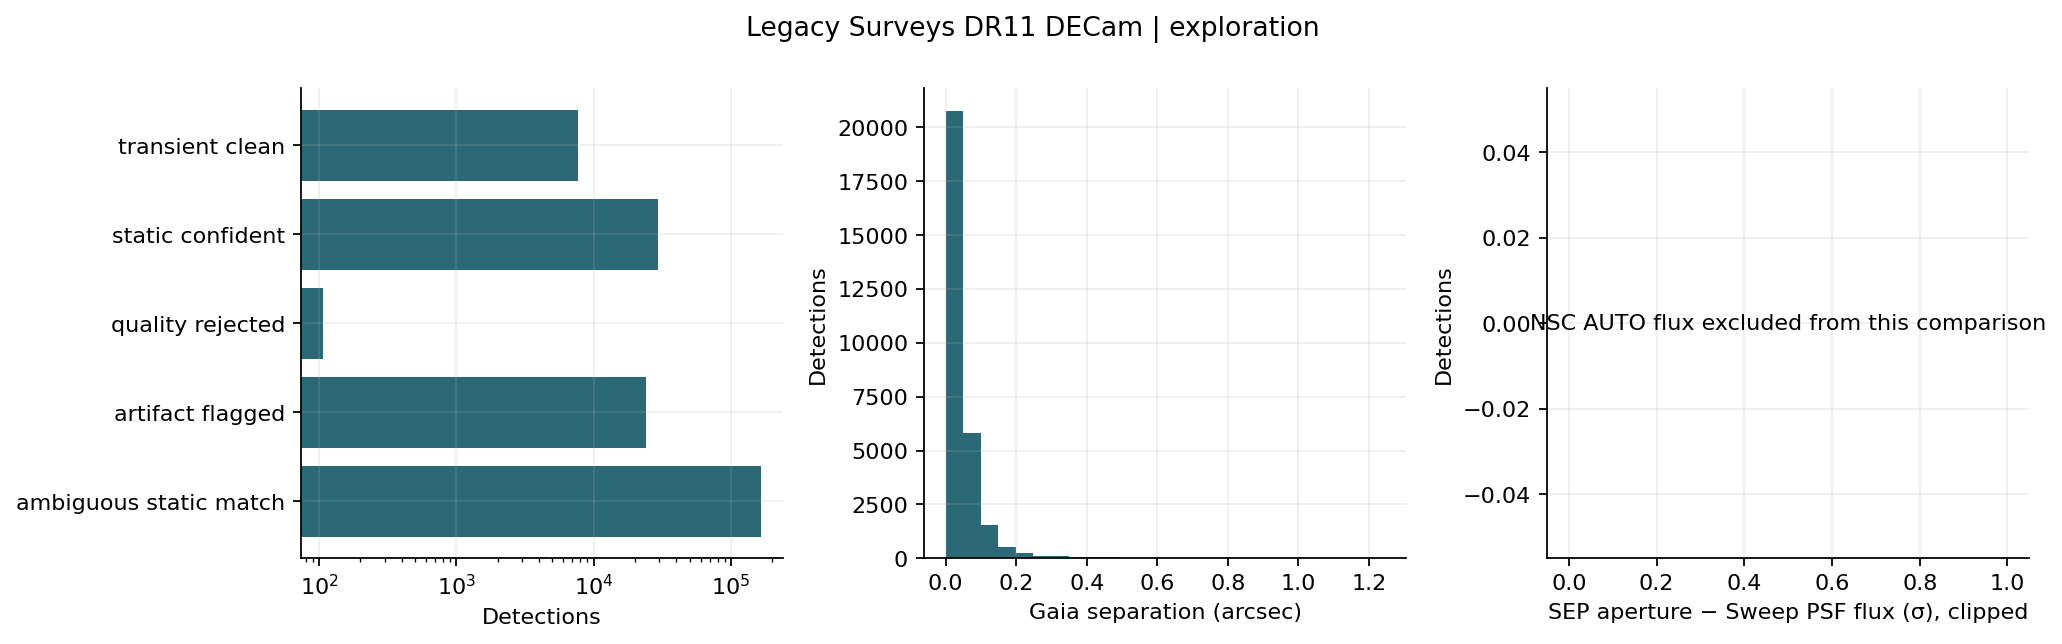 Legacy Surveys DR11 DECam | exploration
transient clean
static confident
quality rejected
artifact flagged
ambiguous static match
10²
10³
10⁴
10⁵
Detections
Detections
20000
17500
15000
12500
10000
7500
5000
2500
0
0.0
0.2
0.4
0.6
0.8
1.0
1.2
Gaia separation (arcsec)
Detections
0.04
0.02
0.00
−0.02
−0.04
NSC AUTO flux excluded from this comparison
0.0
0.2
0.4
0.6
0.8
1.0
SEP aperture − Sweep PSF flux (σ), clipped